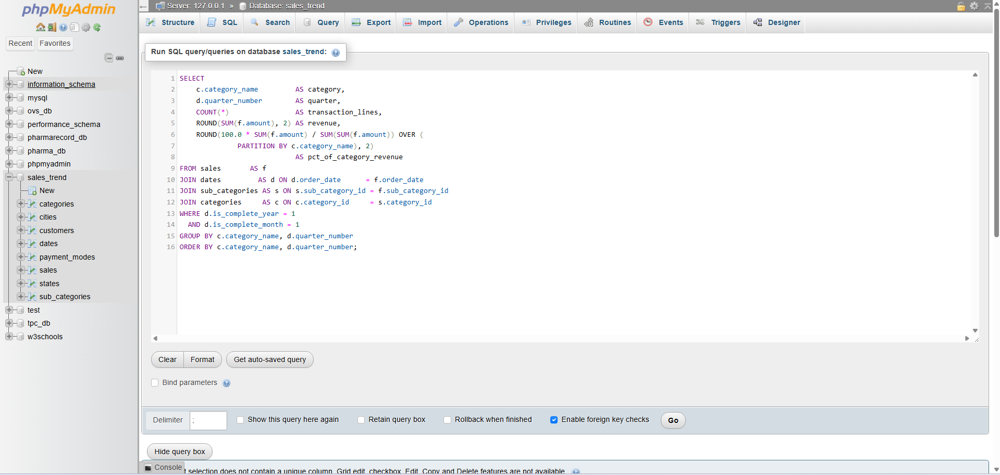 phpMyAdmin
Recent Favorites
New
information_schema
mysql
ovs_db
performance_schema
pharmarecord_db
pharma_db
phpmyadmin
sales_trend
New
categories
cities
customers
dates
payment_modes
sales
states
sub_categories
test
tpc_db
w3schools
Server: 127.0.0.1 » Database: sales_trend
Structure SQL Search Query Export Import Operations Privileges Routines Events Triggers Designer
Run SQL query/queries on database sales_trend:
1 SELECT
2     c.category_name         AS category,
3     d.quarter_number        AS quarter,
4     COUNT(*)                AS transaction_lines,
5     ROUND(SUM(f.amount), 2) AS revenue,
6     ROUND(100.0 * SUM(f.amount) / SUM(SUM(f.amount)) OVER (
7               PARTITION BY c.category_name), 2)
8                             AS pct_of_category_revenue
9 FROM sales       AS f
10 JOIN dates         AS d ON d.order_date      = f.order_date
11 JOIN sub_categories AS s ON s.sub_category_id = f.sub_category_id
12 JOIN categories     AS c ON c.category_id     = s.category_id
13 WHERE d.is_complete_year = 1
14   AND d.is_complete_month = 1
15 GROUP BY c.category_name, d.quarter_number
16 ORDER BY c.category_name, d.quarter_number;
Clear Format Get auto-saved query
Bind parameters
Delimiter ; Show this query here again Retain query box Rollback when finished Enable foreign key checks Go
Hide query box
Console
t selection does not contain a unique column. Grid edit, checkbox, Edit, Copy and Delete features are not available.